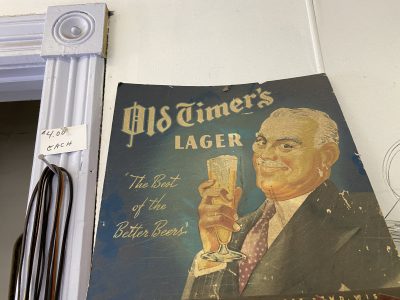 $4.00
EACH
Old Timer's
LAGER
"The Best
of the
Better Beers"